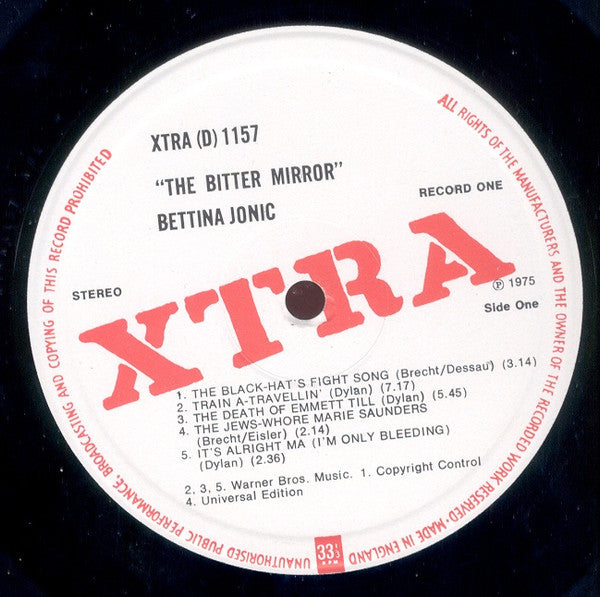 XTRA (D) 1157
"THE BITTER MIRROR"
BETTINA JONIC
RECORD ONE
STEREO
XTRA
℗ 1975
Side One
1. THE BLACK-HAT'S FIGHT SONG (Brecht/Dessau) (3.14)
2. TRAIN A-TRAVELLIN' (Dylan) (7.17)
3. THE DEATH OF EMMETT TILL (Dylan) (5.45)
4. THE JEWS-WHORE MARIE SAUNDERS
(Brecht/Eisler) (2.14)
5. IT'S ALRIGHT MA (I'M ONLY BLEEDING)
(Dylan) (2.36)
2, 3, 5. Warner Bros. Music. 1. Copyright Control
4. Universal Edition
ALL RIGHTS OF THE MANUFACTURERS AND THE OWNER OF THE RECORDED WORK RESERVED-MADE IN ENGLAND
33⅓
RPM
UNAUTHORISED PUBLIC PERFORMANCE, BROADCASTING AND COPYING OF THIS RECORD PROHIBITED